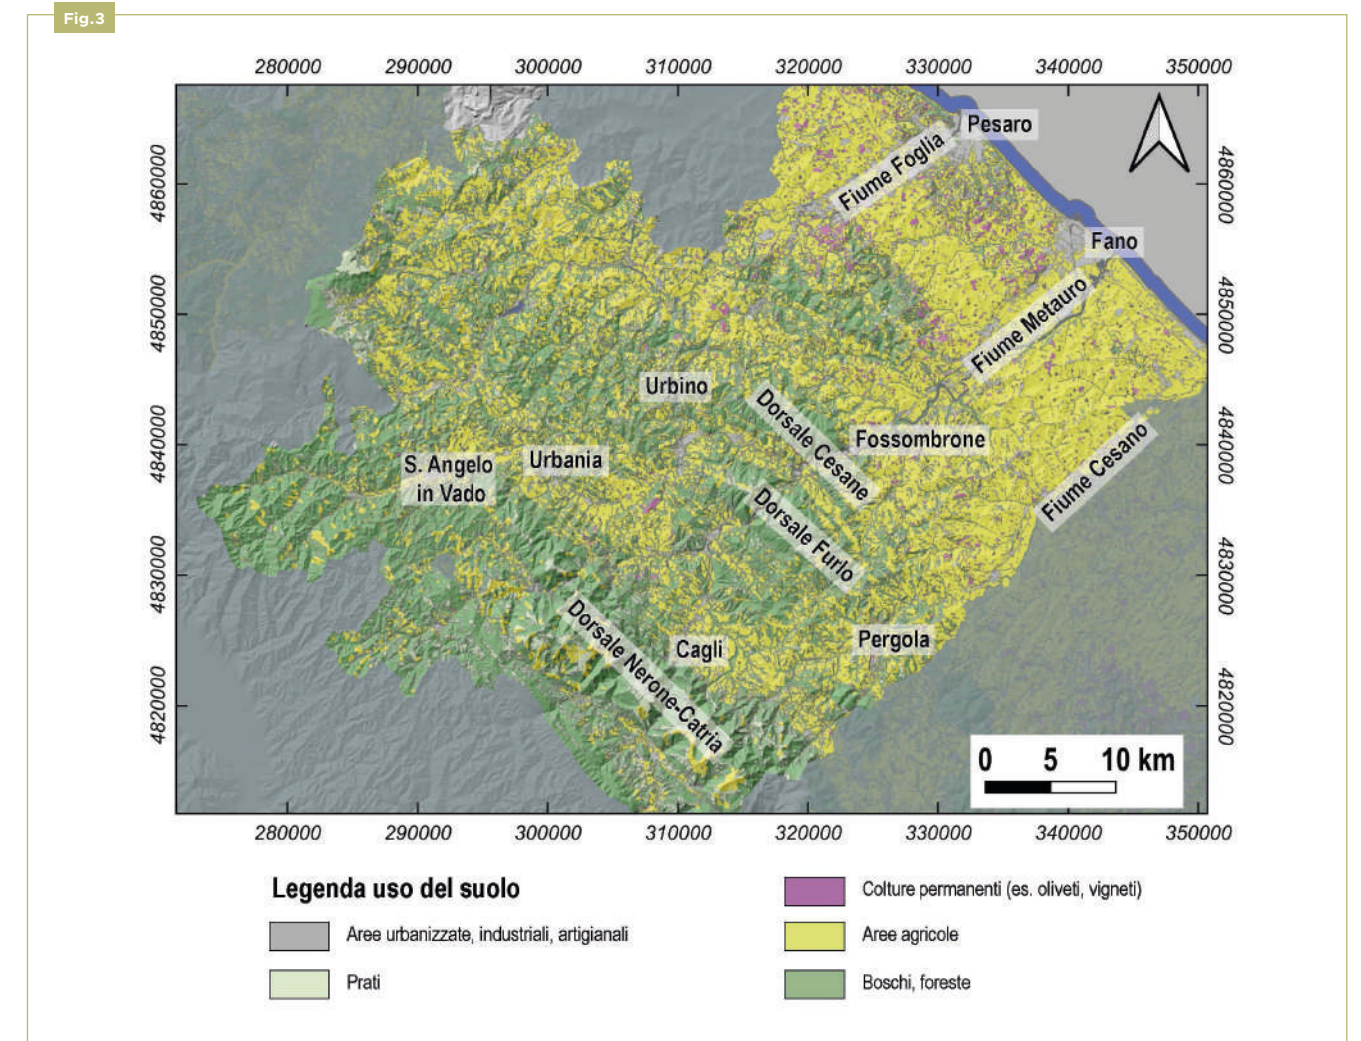 Fig.3
280000 290000 300000 310000 320000 330000 340000 350000
4860000
4850000
4840000
4830000
4820000
4860000
4850000
4840000
4830000
4820000
Pesaro
Fiume Foglia
Fano
Fiume Metauro
Urbino
Dorsale Cesane
Fossombrone
Fiume Cesano
S. Angelo
in Vado
Urbania
Dorsale Furlo
Dorsale Nerone-Catria
Cagli
Pergola
0 5 10 km
280000 290000 300000 310000 320000 330000 340000 350000
Legenda uso del suolo
Aree urbanizzate, industriali, artigianali
Prati
Colture permanenti (es. oliveti, vigneti)
Aree agricole
Boschi, foreste